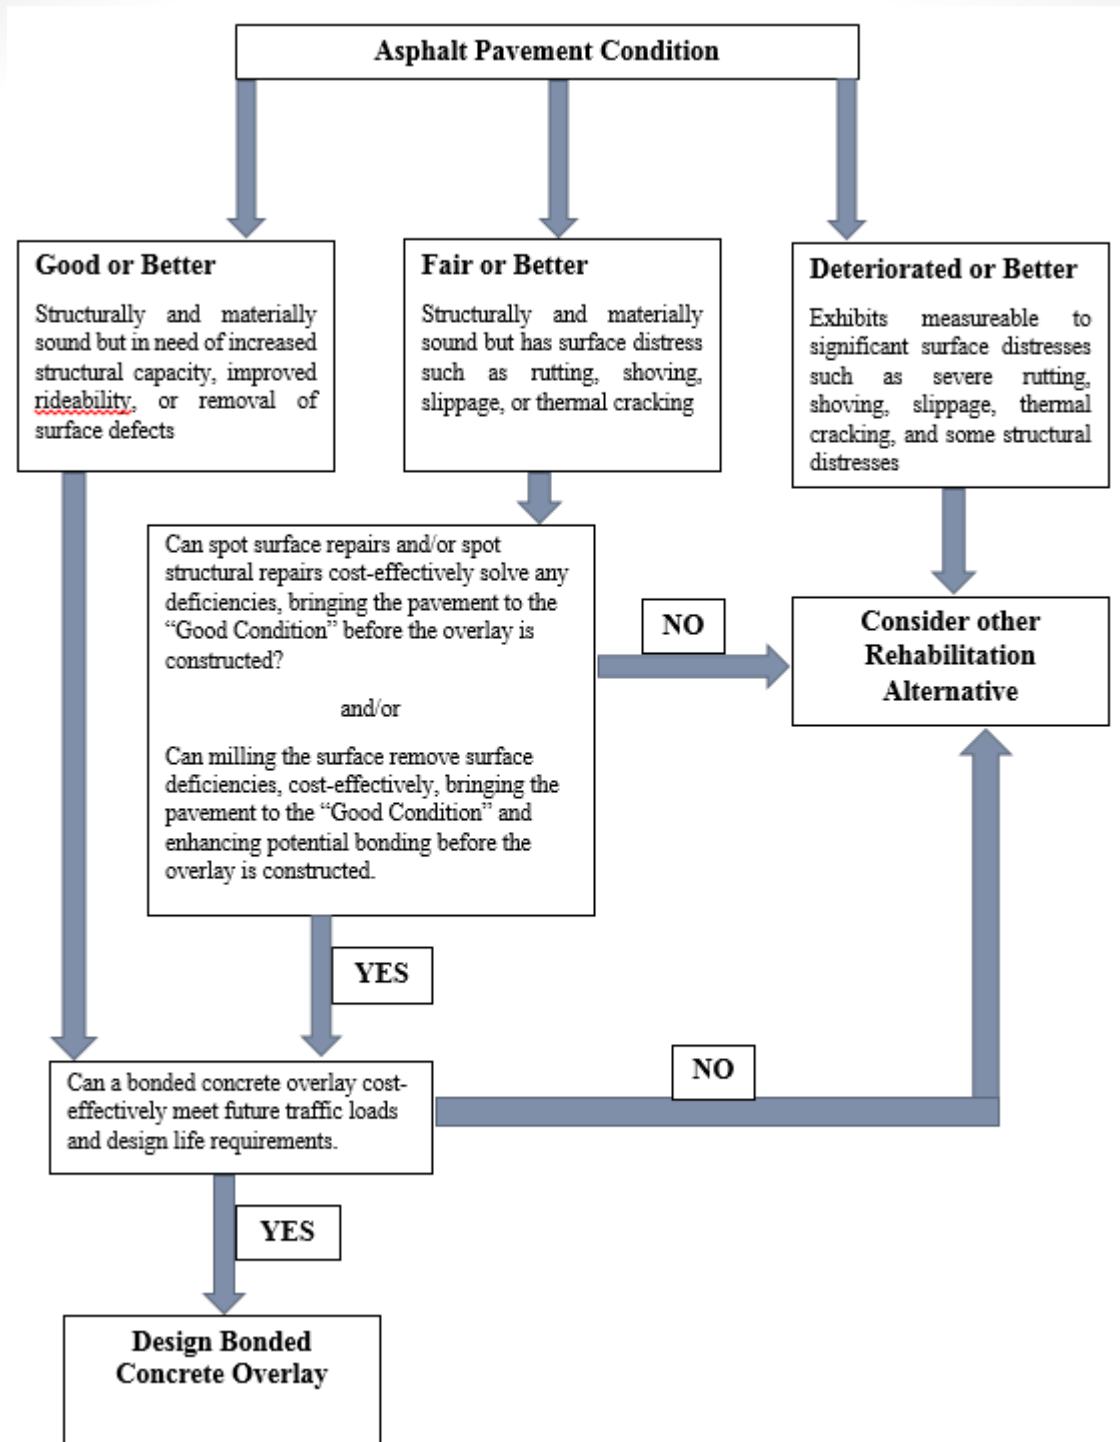 Asphalt Pavement Condition
Good or Better
Structurally and materially
sound but in need of increased
structural capacity, improved
rideability, or removal of
surface defects
Fair or Better
Structurally and materially
sound but has surface distress
such as rutting, shoving,
slippage, or thermal cracking
Deteriorated or Better
Exhibits measureable to
significant surface distresses
such as severe rutting,
shoving, slippage, thermal
cracking, and some structural
distresses
Can spot surface repairs and/or spot
structural repairs cost-effectively solve any
deficiencies, bringing the pavement to the
“Good Condition” before the overlay is
constructed?
and/or
Can milling the surface remove surface
deficiencies, cost-effectively, bringing the
pavement to the “Good Condition” and
enhancing potential bonding before the
overlay is constructed.
NO
Consider other
Rehabilitation
Alternative
YES
Can a bonded concrete overlay cost-
effectively meet future traffic loads
and design life requirements.
NO
YES
Design Bonded
Concrete Overlay